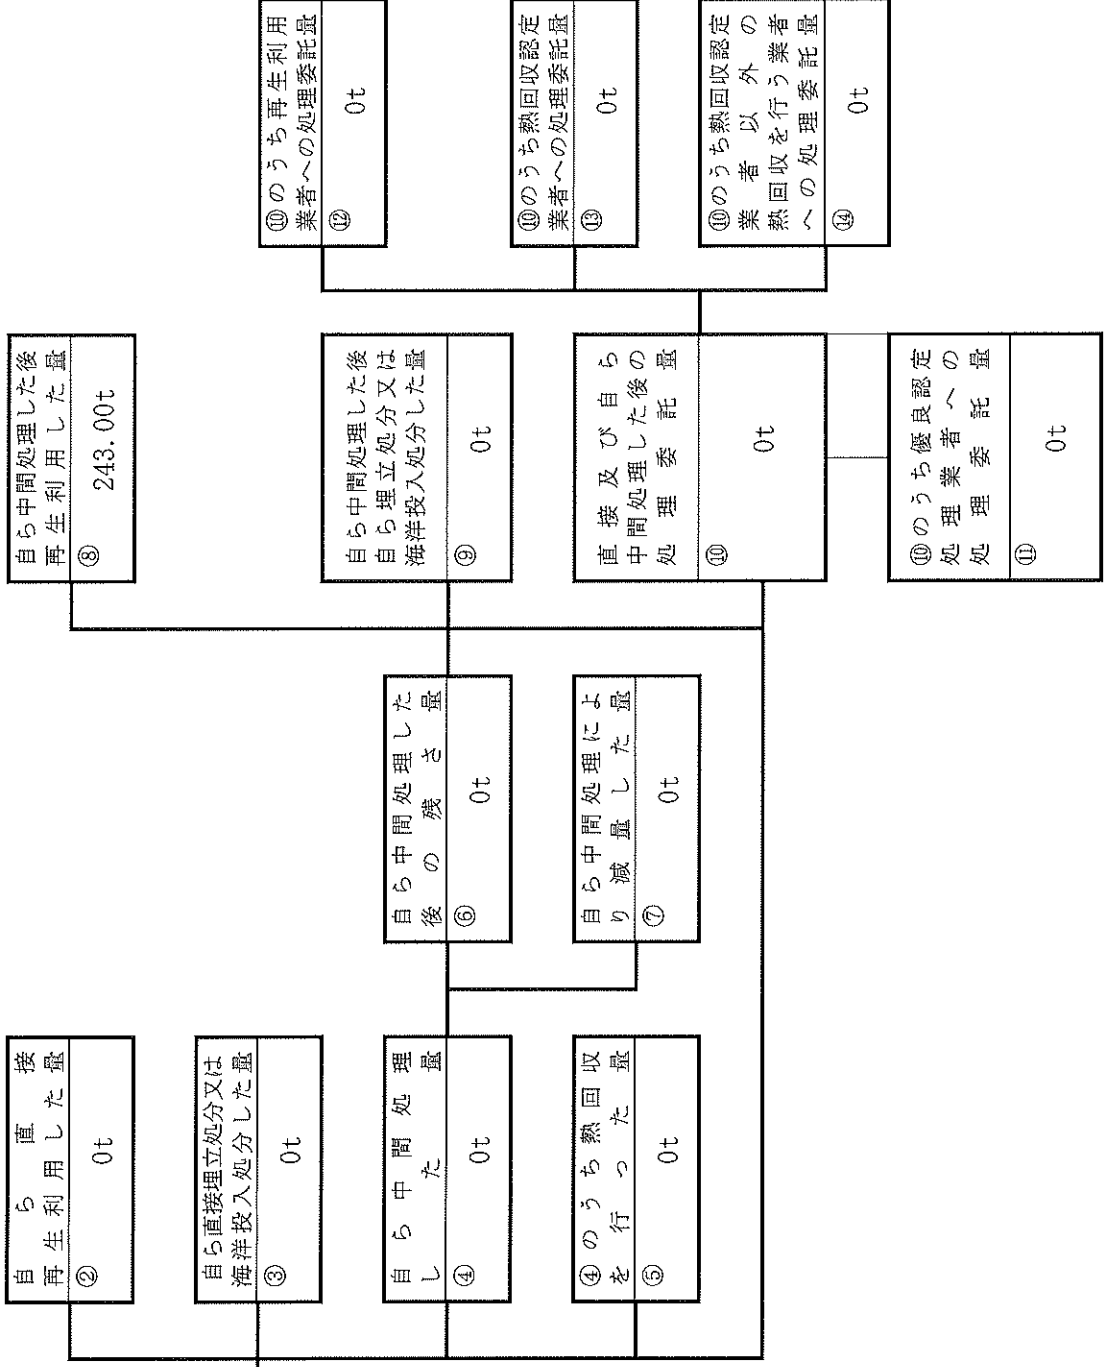 自ら直接
再生利用した量
②
0t
自ら直接埋立処分又は
海洋投入処分した量
③
0t
自ら中間処理
した量
④
0t
④のうち熱回収
を行った量
⑤
0t
自ら中間処理した
後の残さ量
⑥
0t
自ら中間処理によ
り減量した量
⑦
0t
自ら中間処理した後
再生利用した量
⑧
243.00t
自ら中間処理した後
自ら埋立処分又は
海洋投入処分した量
⑨
0t
直接及び自ら
中間処理した後の
処理委託量
⑩
0t
⑩のうち優良認定
処理業者への
処理委託量
⑪
0t
⑩のうち再生利用
業者への処理委託量
⑫
0t
⑩のうち熱回収認定
業者への処理委託量
⑬
0t
⑩のうち熱回収認定
業者以外の
熱回収を行う業者
への処理委託量
⑭
0t